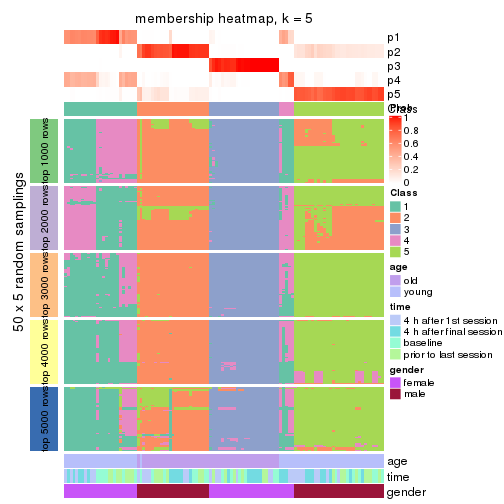 membership heatmap, k = 5
p1
p2
p3
p4
p5
Class
Prob
1
0.8
0.6
0.4
0.2
0
Class
1
2
3
4
5
age
old
young
time
4 h after 1st session
4 h after final session
baseline
prior to last session
gender
female
male
50 x 5 random samplings
top 1000 rows
top 2000 rows
top 3000 rows
top 4000 rows
top 5000 rows
age
time
gender